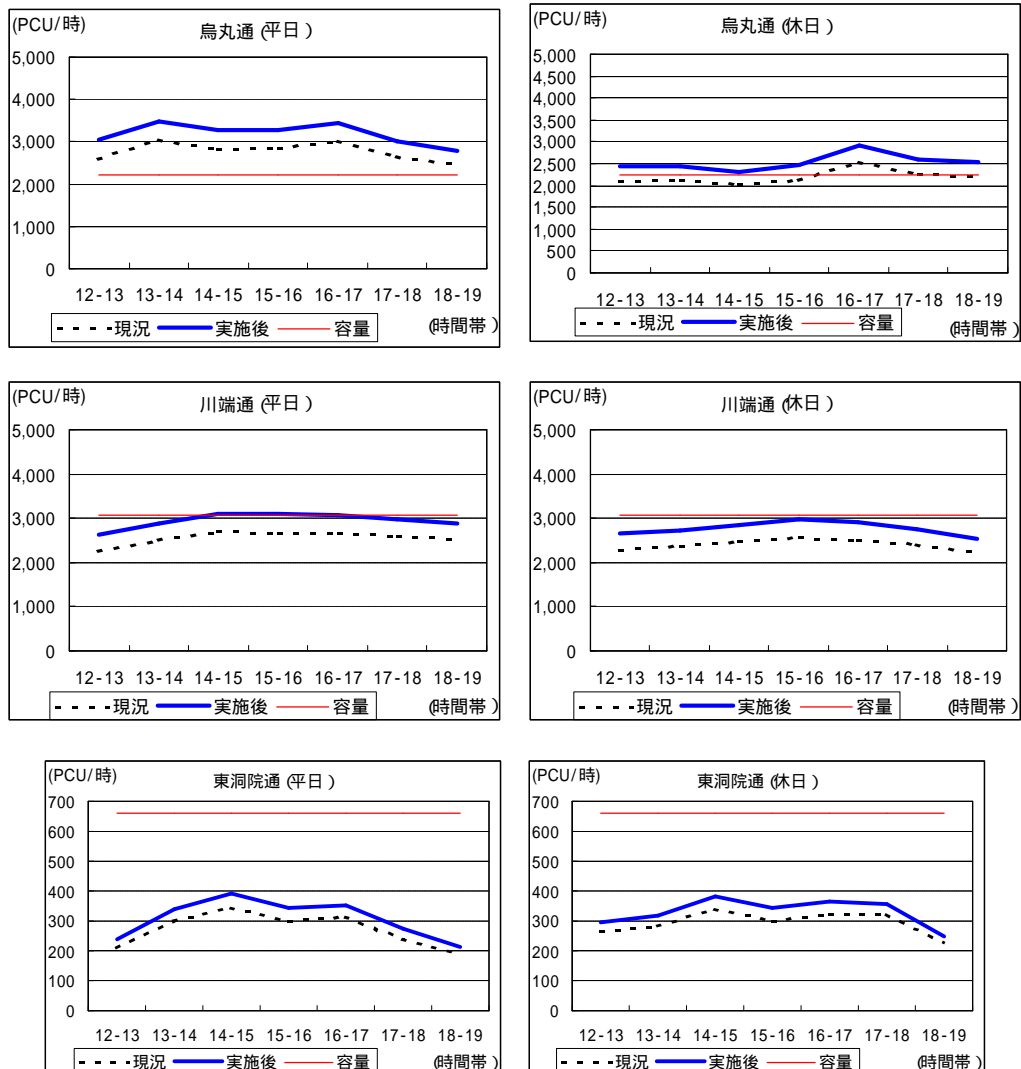 (PCU/時)
烏丸通(平日)
5,000
4,000
3,000
2,000
1,000
0
12-13 13-14 14-15 15-16 16-17 17-18 18-19
現況 実施後 容量 (時間帯)
(PCU/時)
烏丸通(休日)
5,000
4,500
4,000
3,500
3,000
2,500
2,000
1,500
1,000
500
0
12-13 13-14 14-15 15-16 16-17 17-18 18-19
現況 実施後 容量 (時間帯)
(PCU/時)
川端通(平日)
5,000
4,000
3,000
2,000
1,000
0
12-13 13-14 14-15 15-16 16-17 17-18 18-19
現況 実施後 容量 (時間帯)
(PCU/時)
川端通(休日)
5,000
4,000
3,000
2,000
1,000
0
12-13 13-14 14-15 15-16 16-17 17-18 18-19
現況 実施後 容量 (時間帯)
(PCU/時)
東洞院通(平日)
700
600
500
400
300
200
100
0
12-13 13-14 14-15 15-16 16-17 17-18 18-19
現況 実施後 容量 (時間帯)
(PCU/時)
東洞院通(休日)
700
600
500
400
300
200
100
0
12-13 13-14 14-15 15-16 16-17 17-18 18-19
現況 実施後 容量 (時間帯)